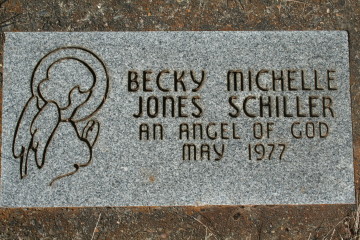 BECKY MICHELLE
JONES SCHILLER
AN ANGEL OF GOD
MAY 1977